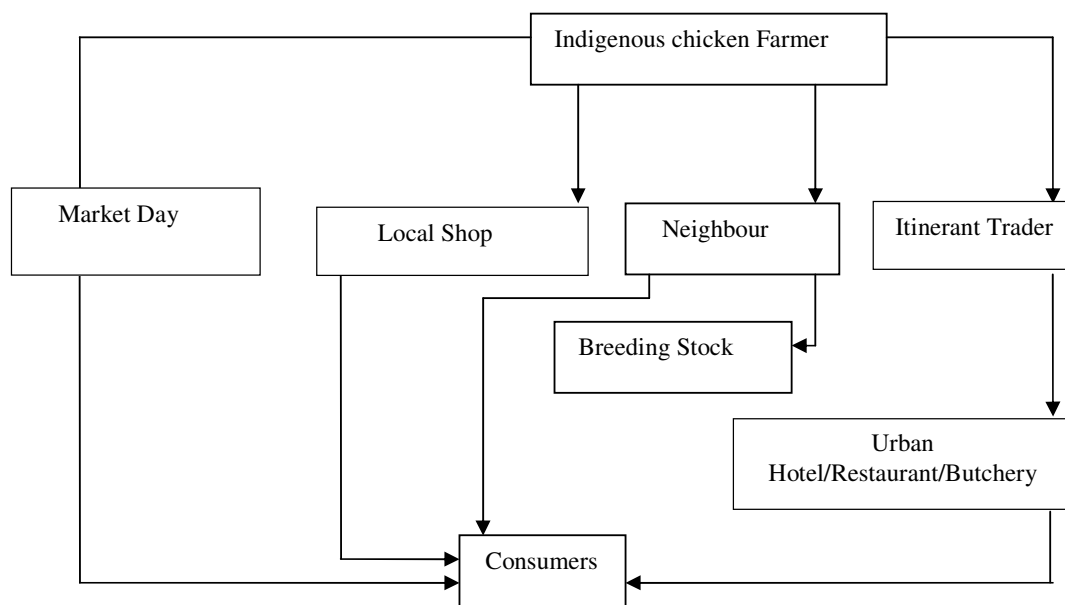 Indigenous chicken Farmer
Market Day
Local Shop
Neighbour
Itinerant Trader
Breeding Stock
Urban
Hotel/Restaurant/Butchery
Consumers